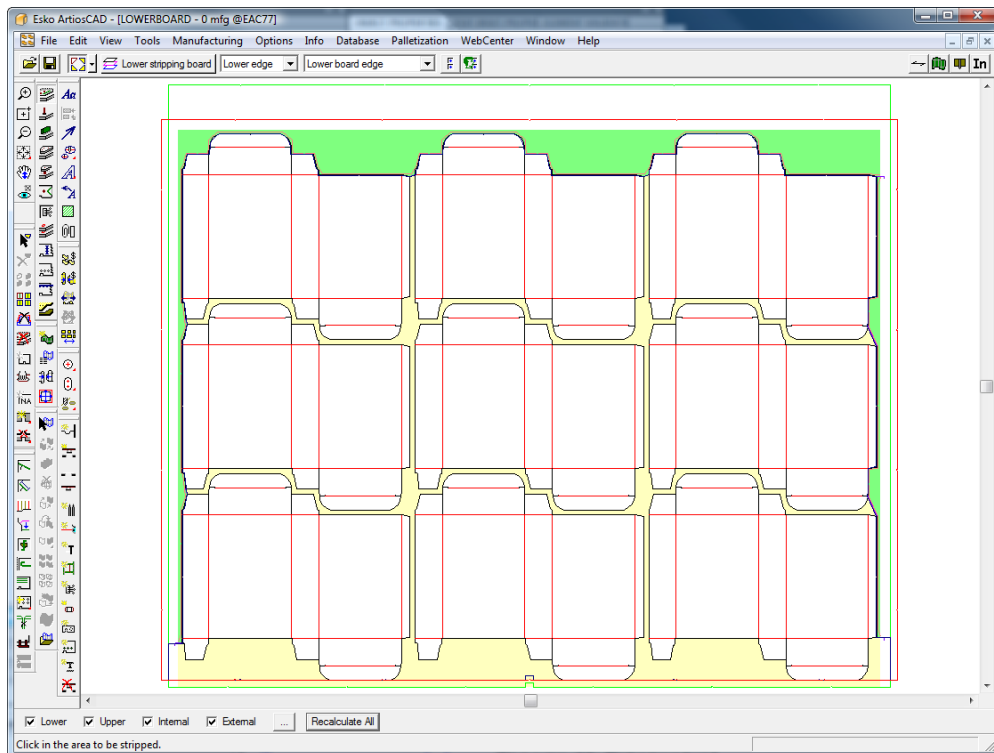 Esko ArtiosCAD - [LOWERBOARD - 0 mfg @EAC77]
File Edit View Tools Manufacturing Options Info Database Palletization WebCenter Window Help
Lower stripping board Lower edge Lower board edge In
Lower Upper Internal External ... Recalculate All
Click in the area to be stripped.